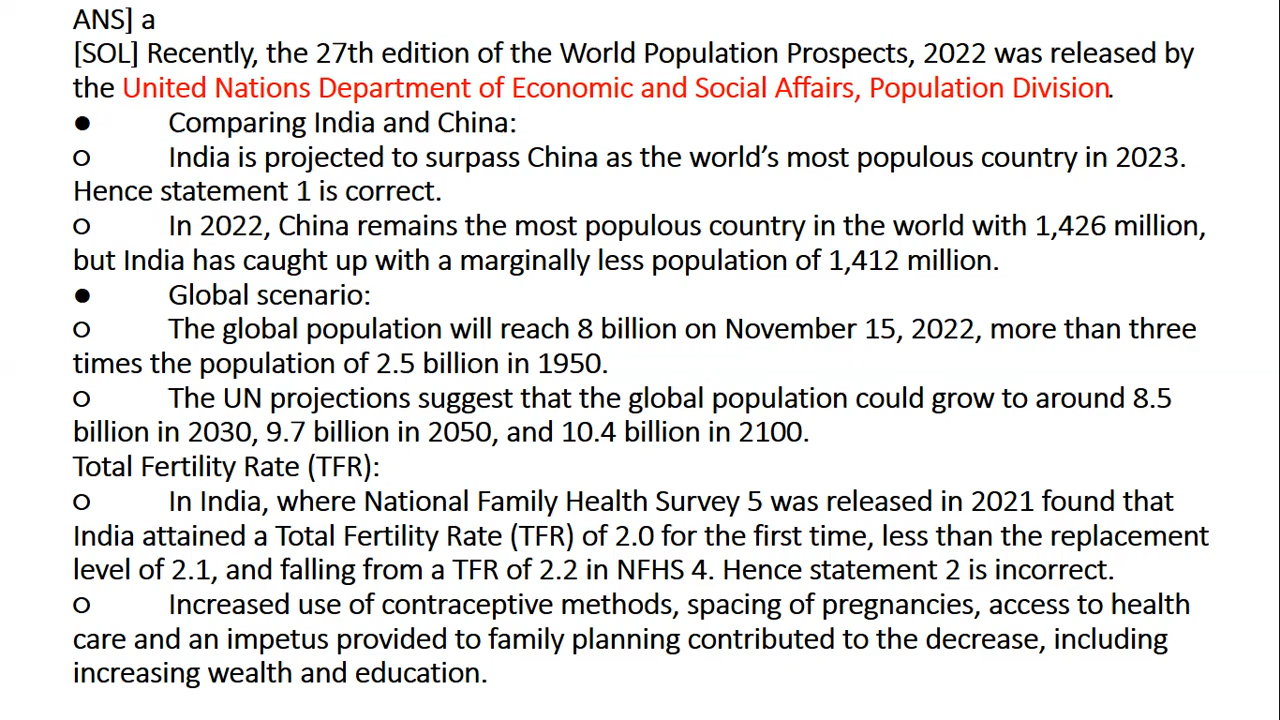 ANS] a
[SOL] Recently, the 27th edition of the World Population Prospects, 2022 was released by
the United Nations Department of Economic and Social Affairs, Population Division.
● Comparing India and China:
o India is projected to surpass China as the world’s most populous country in 2023.
Hence statement 1 is correct.
o In 2022, China remains the most populous country in the world with 1,426 million,
but India has caught up with a marginally less population of 1,412 million.
● Global scenario:
o The global population will reach 8 billion on November 15, 2022, more than three
times the population of 2.5 billion in 1950.
o The UN projections suggest that the global population could grow to around 8.5
billion in 2030, 9.7 billion in 2050, and 10.4 billion in 2100.
Total Fertility Rate (TFR):
o In India, where National Family Health Survey 5 was released in 2021 found that
India attained a Total Fertility Rate (TFR) of 2.0 for the first time, less than the replacement
level of 2.1, and falling from a TFR of 2.2 in NFHS 4. Hence statement 2 is incorrect.
o Increased use of contraceptive methods, spacing of pregnancies, access to health
care and an impetus provided to family planning contributed to the decrease, including
increasing wealth and education.